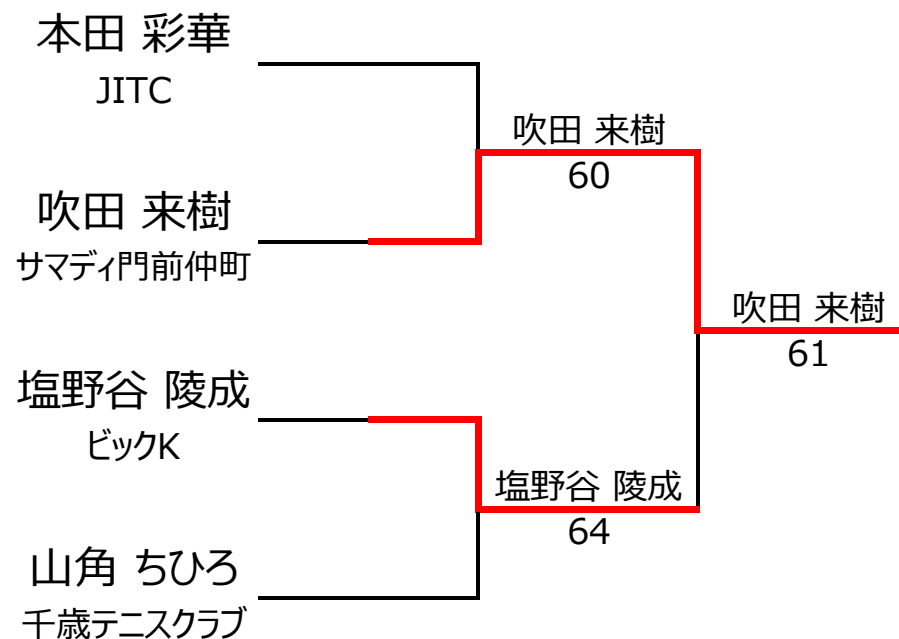 本田 彩華
JITC
吹田 来樹
60
吹田 来樹
サマディ門前仲町
吹田 来樹
61
塩野谷 陵成
ビックK
塩野谷 陵成
64
山角 ちひろ
千歳テニスクラブ